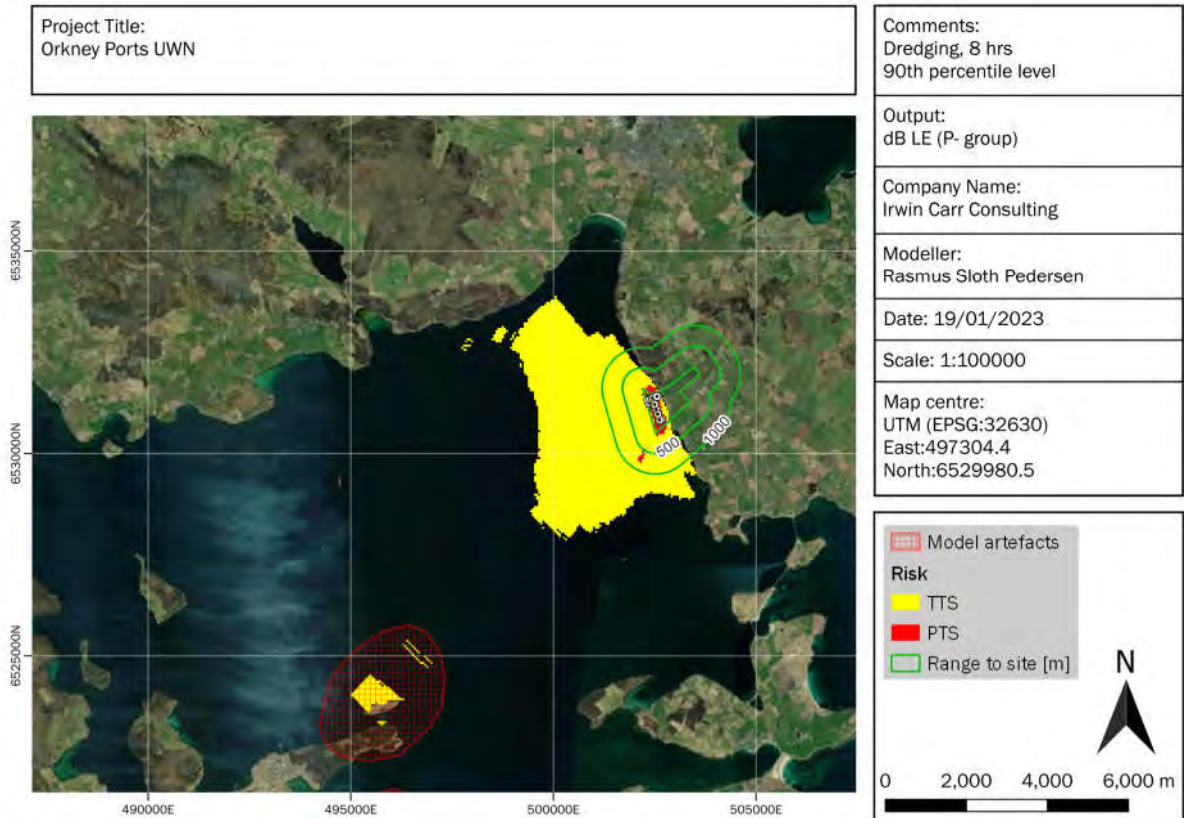 Project Title:
Orkney Ports UWN
Comments:
Dredging, 8 hrs
90th percentile level
Output:
dB LE (P- group)
Company Name:
Irwin Carr Consulting
Modeller:
Rasmus Sloth Pedersen
Date: 19/01/2023
Scale: 1:100000
Map centre:
UTM (EPSG:32630)
East:497304.4
North:6529980.5
6535000N
6530000N
6525000N
500
1000
490000E
495000E
500000E
505000E
Model artefacts
Risk
TTS
PTS
Range to site [m]
N
0 2,000 4,000 6,000 m